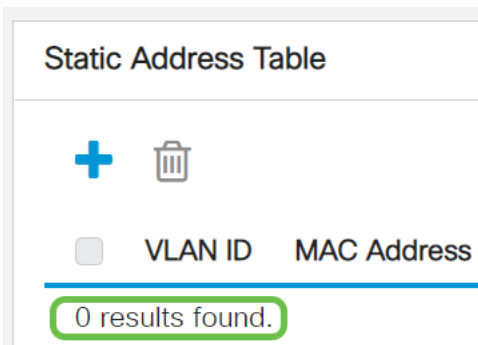 Static Address Table
VLAN ID MAC Address
0 results found.